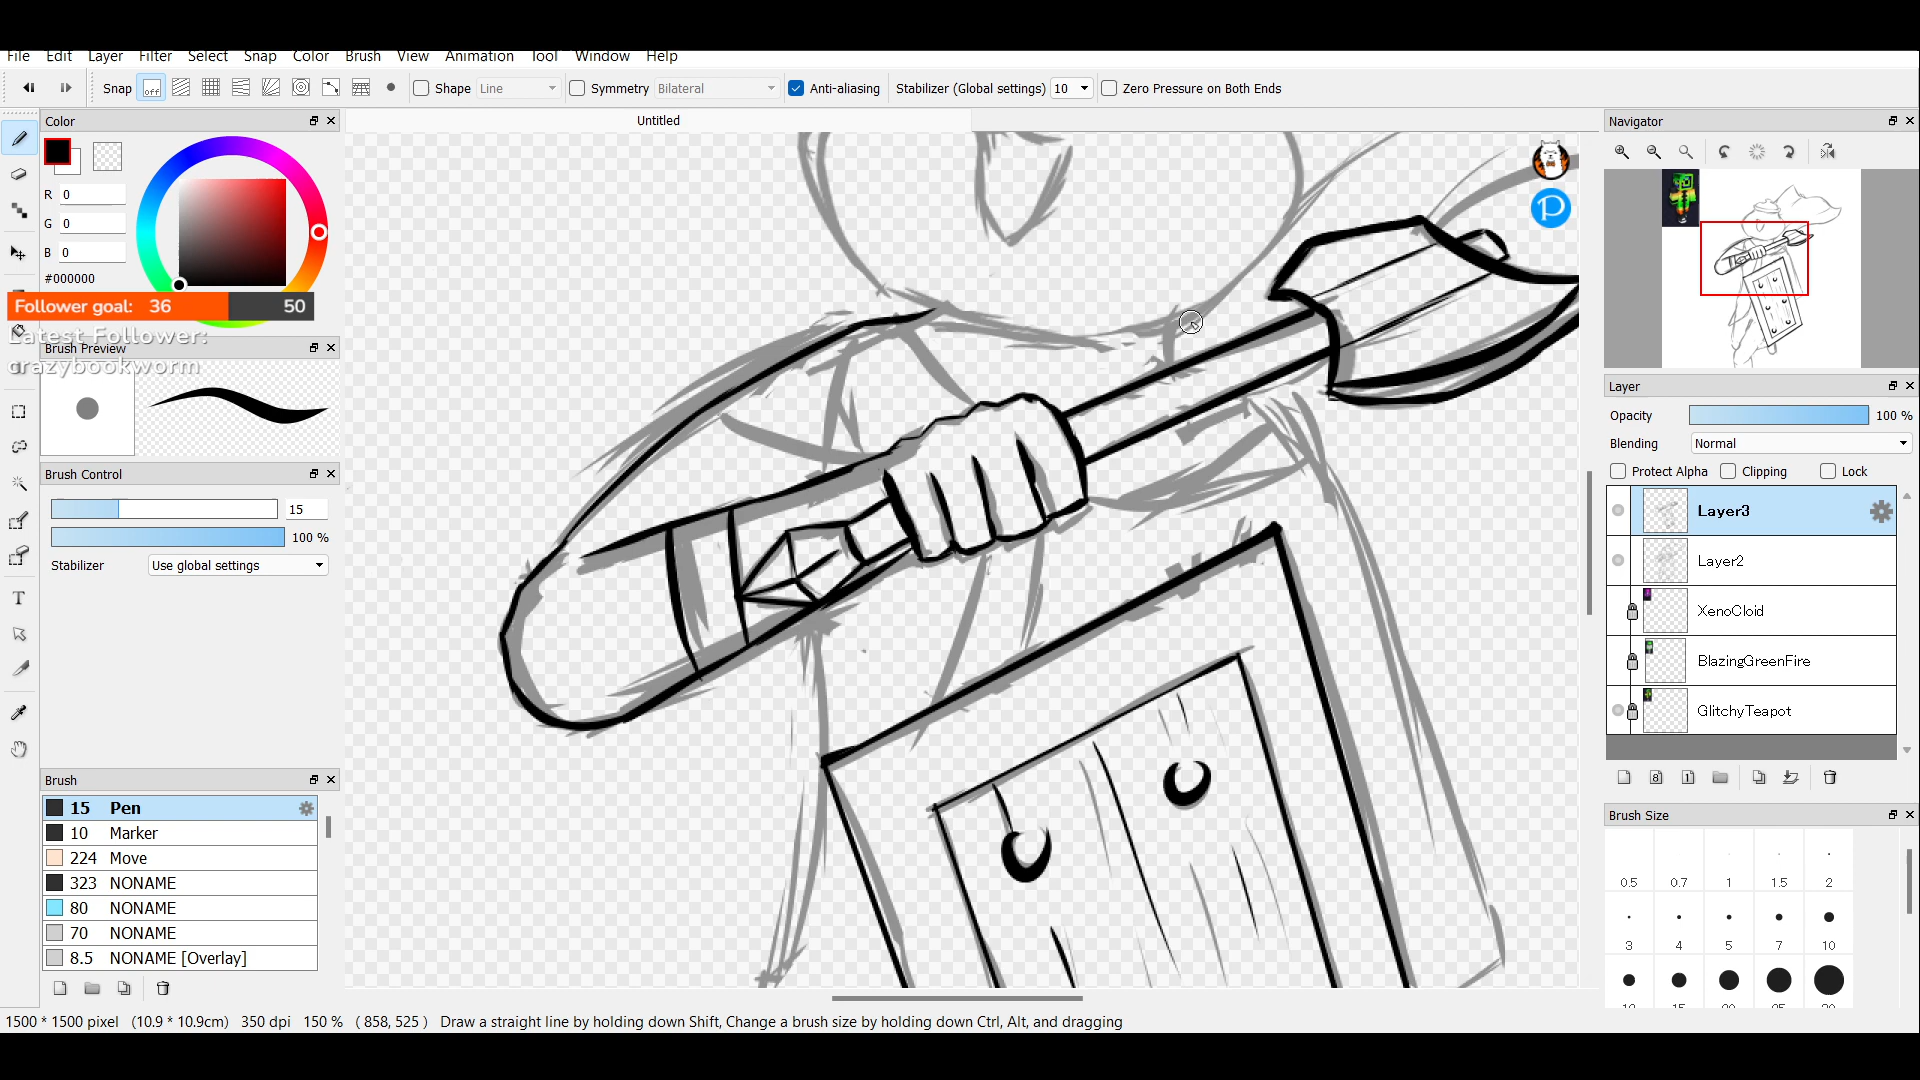 File Edit Layer Filter Select Snap Color Brush View Animation Tool Window Help
Snap off Shape Line Symmetry Bilateral Anti-aliasing Stabilizer (Global settings) 10 Zero Pressure on Both Ends
Color
Untitled
Navigator
R 0
G 0
B 0
#000000
Follower goal: 36 50
Latest Follower:
crazybookworm
Brush Preview
Brush Control
15
100 %
Stabilizer Use global settings
Brush
15 Pen
10 Marker
224 Move
323 NONAME
80 NONAME
70 NONAME
8.5 NONAME [Overlay]
Layer
Opacity 100 %
Blending Normal
Protect Alpha Clipping Lock
Layer3
Layer2
XenoCloid
BlazingGreenFire
GlitchyTeapot
8 1
Brush Size
0.5 0.7 1 1.5 2
3 4 5 7 10
T
P
1500 * 1500 pixel (10.9 * 10.9cm) 350 dpi 150 % ( 858, 525 ) Draw a straight line by holding down Shift, Change a brush size by holding down Ctrl, Alt, and dragging